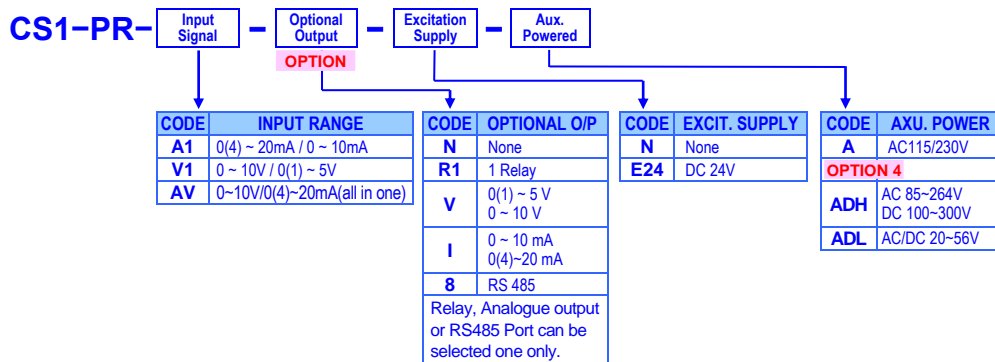 CS1-PR- Input Signal - Optional Output - Excitation Supply - Aux. Powered
OPTION
CODE INPUT RANGE
A1 0(4) ~ 20mA / 0 ~ 10mA
V1 0 ~ 10V / 0(1) ~ 5V
AV 0~10V/0(4)~20mA(all in one)
CODE OPTIONAL O/P
N None
R1 1 Relay
V 0(1) ~ 5 V
0 ~ 10 V
I 0 ~ 10 mA
0(4)~20 mA
8 RS 485
Relay, Analogue output
or RS485 Port can be
selected one only.
CODE EXCIT. SUPPLY
N None
E24 DC 24V
CODE AXU. POWER
A AC115/230V
OPTION 4
ADH AC 85~264V
DC 100~300V
ADL AC/DC 20~56V